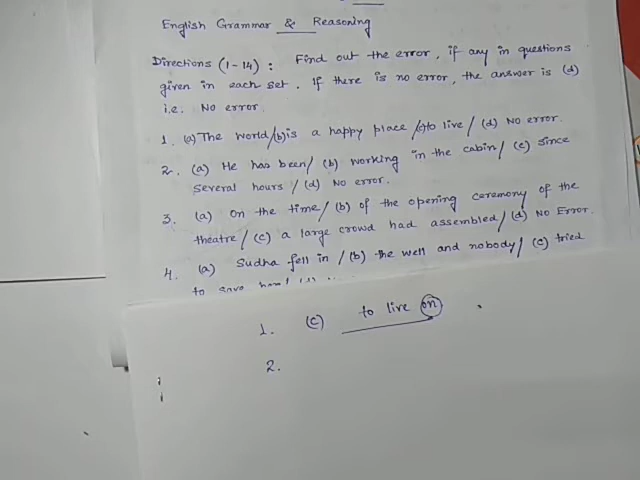 English Grammar & Reasoning
Directions (1-14) : Find out the error, if any in questions
given in each set. If there is no error, the answer is (d)
i.e. No error.
1. (a) The world/(b) is a happy place /(c) to live / (d) No error.
2. (a) He has been/ (b) working in the cabin/ (c) since
several hours / (d) No error.
3. (a) On the time/ (b) of the opening ceremony of the
theatre/ (c) a large crowd had assembled/ (d) No Error.
4. (a) Sudha fell in / (b) the well and nobody/ (c) tried
to save
1. (c) to live on
2.